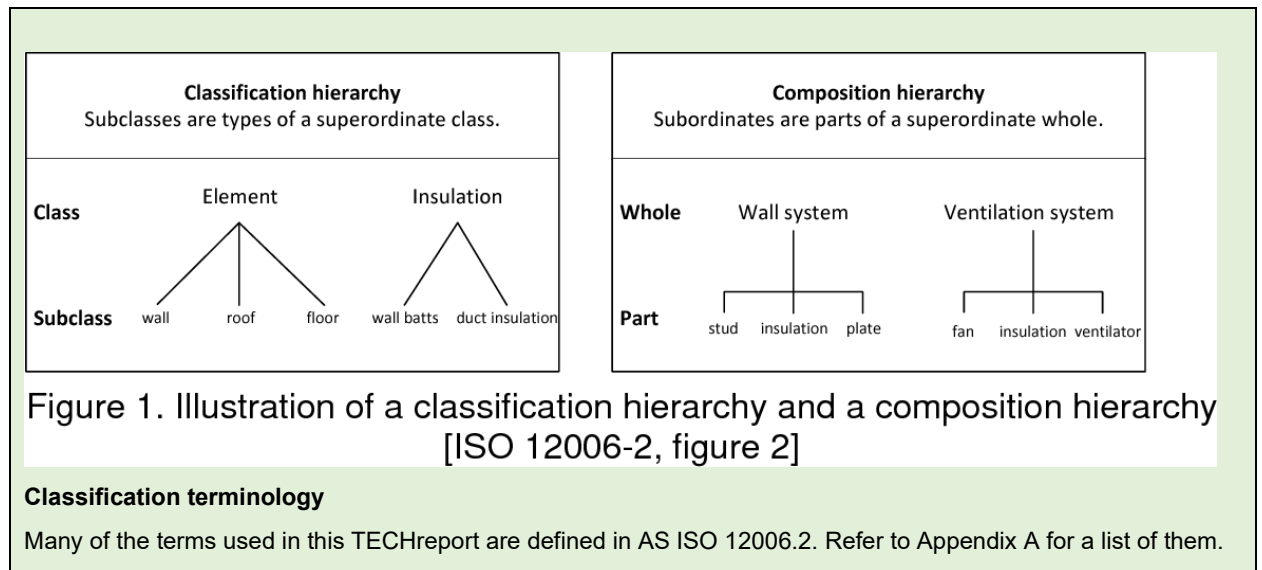 Classification hierarchy
Subclasses are types of a superordinate class.
Class
Element
Insulation
Subclass
wall
roof
floor
wall batts
duct insulation
Composition hierarchy
Subordinates are parts of a superordinate whole.
Whole
Wall system
Ventilation system
Part
stud
insulation
plate
fan
insulation
ventilator
Figure 1. Illustration of a classification hierarchy and a composition hierarchy
[ISO 12006-2, figure 2]
Classification terminology
Many of the terms used in this TECHreport are defined in AS ISO 12006.2. Refer to Appendix A for a list of them.